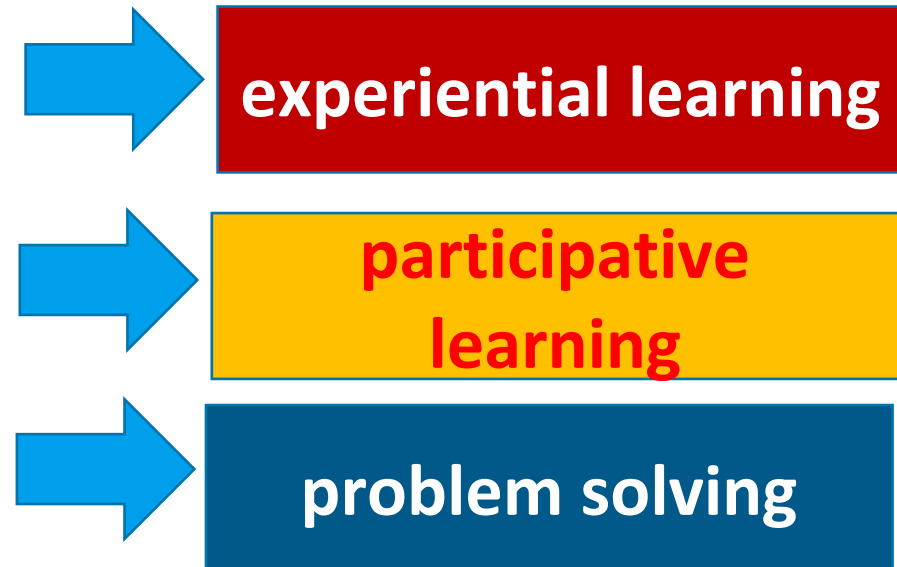 experiential learning
participative
learning
problem solving